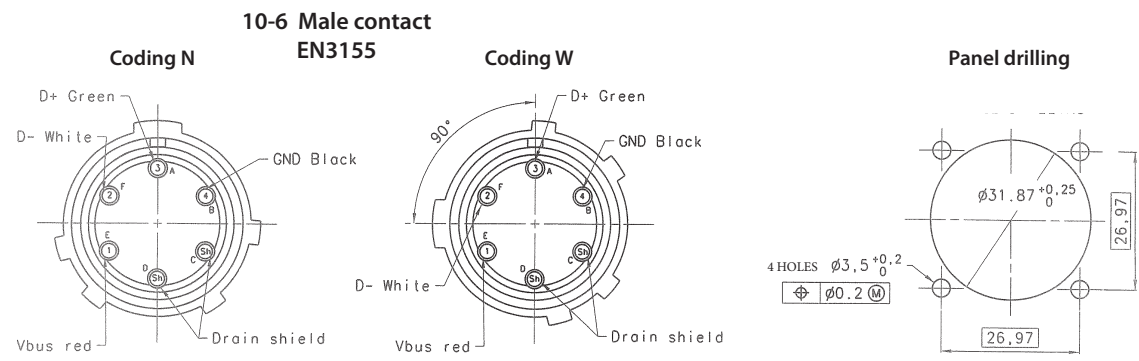 10-6 Male contact
EN3155
Coding N
Coding W
Panel drilling
D+ Green
D- White
GND Black
3
A
2
F
4
B
E
1
D
Sh
C
Sh
Vbus red
Drain shield
90°
D+ Green
GND Black
3
A
2
F
4
B
E
1
D
Sh
C
Sh
D- White
Vbus red
Drain shield
Ø31.87 +0,25 0
26,97
4 HOLES Ø3,5 +0,2 0
⌖ Ø0.2 Ⓜ
26,97